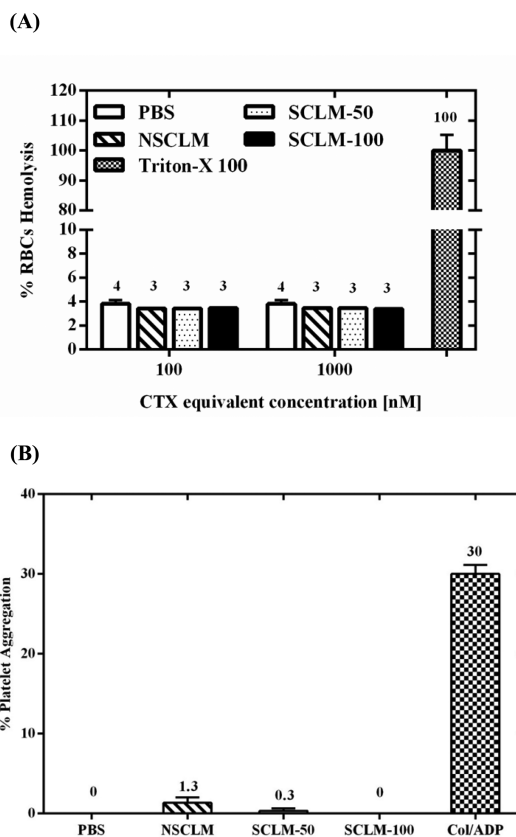 (A)
120
110
100
90
80
10
8
6
4
2
0
% RBCs Hemolysis
PBS
NSCLM
Triton-X 100
SCLM-50
SCLM-100
4 3 3 3 4 3 3 3 100
100 1000
CTX equivalent concentration [nM]
(B)
40
30
20
10
0
% Platelet Aggregation
0 1.3 0.3 0 30
PBS NSCLM SCLM-50 SCLM-100 Col/ADP